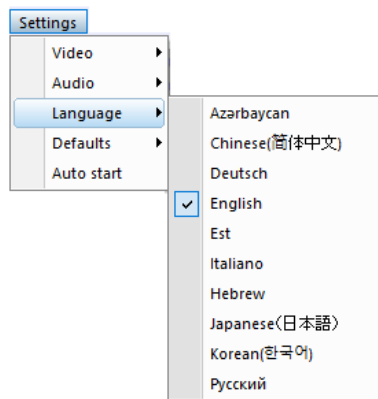 Settings
Video
Audio
Language
Defaults
Auto start
Azərbaycan
Chinese(简体中文)
Deutsch
English
Est
Italiano
Hebrew
Japanese(日本語)
Korean(한국어)
Русский